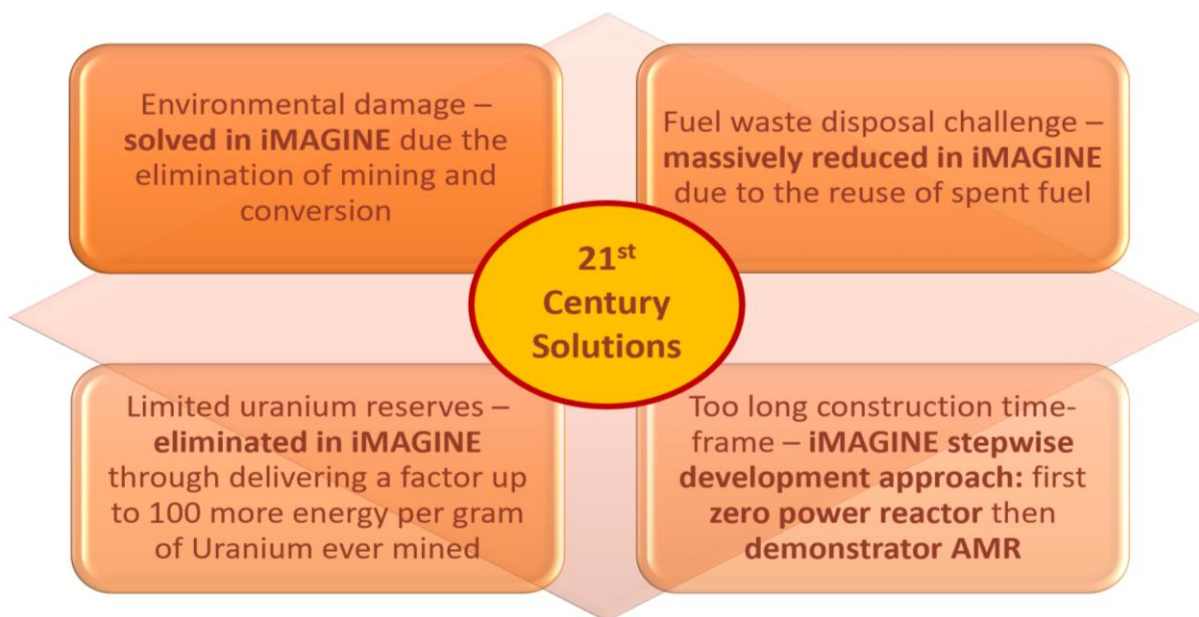 Environmental damage –
solved in iMAGINE due the
elimination of mining and
conversion
Fuel waste disposal challenge –
massively reduced in iMAGINE
due to the reuse of spent fuel
21st
Century
Solutions
Limited uranium reserves –
eliminated in iMAGINE
through delivering a factor up
to 100 more energy per gram
of Uranium ever mined
Too long construction time-
frame – iMAGINE stepwise
development approach: first
zero power reactor then
demonstrator AMR